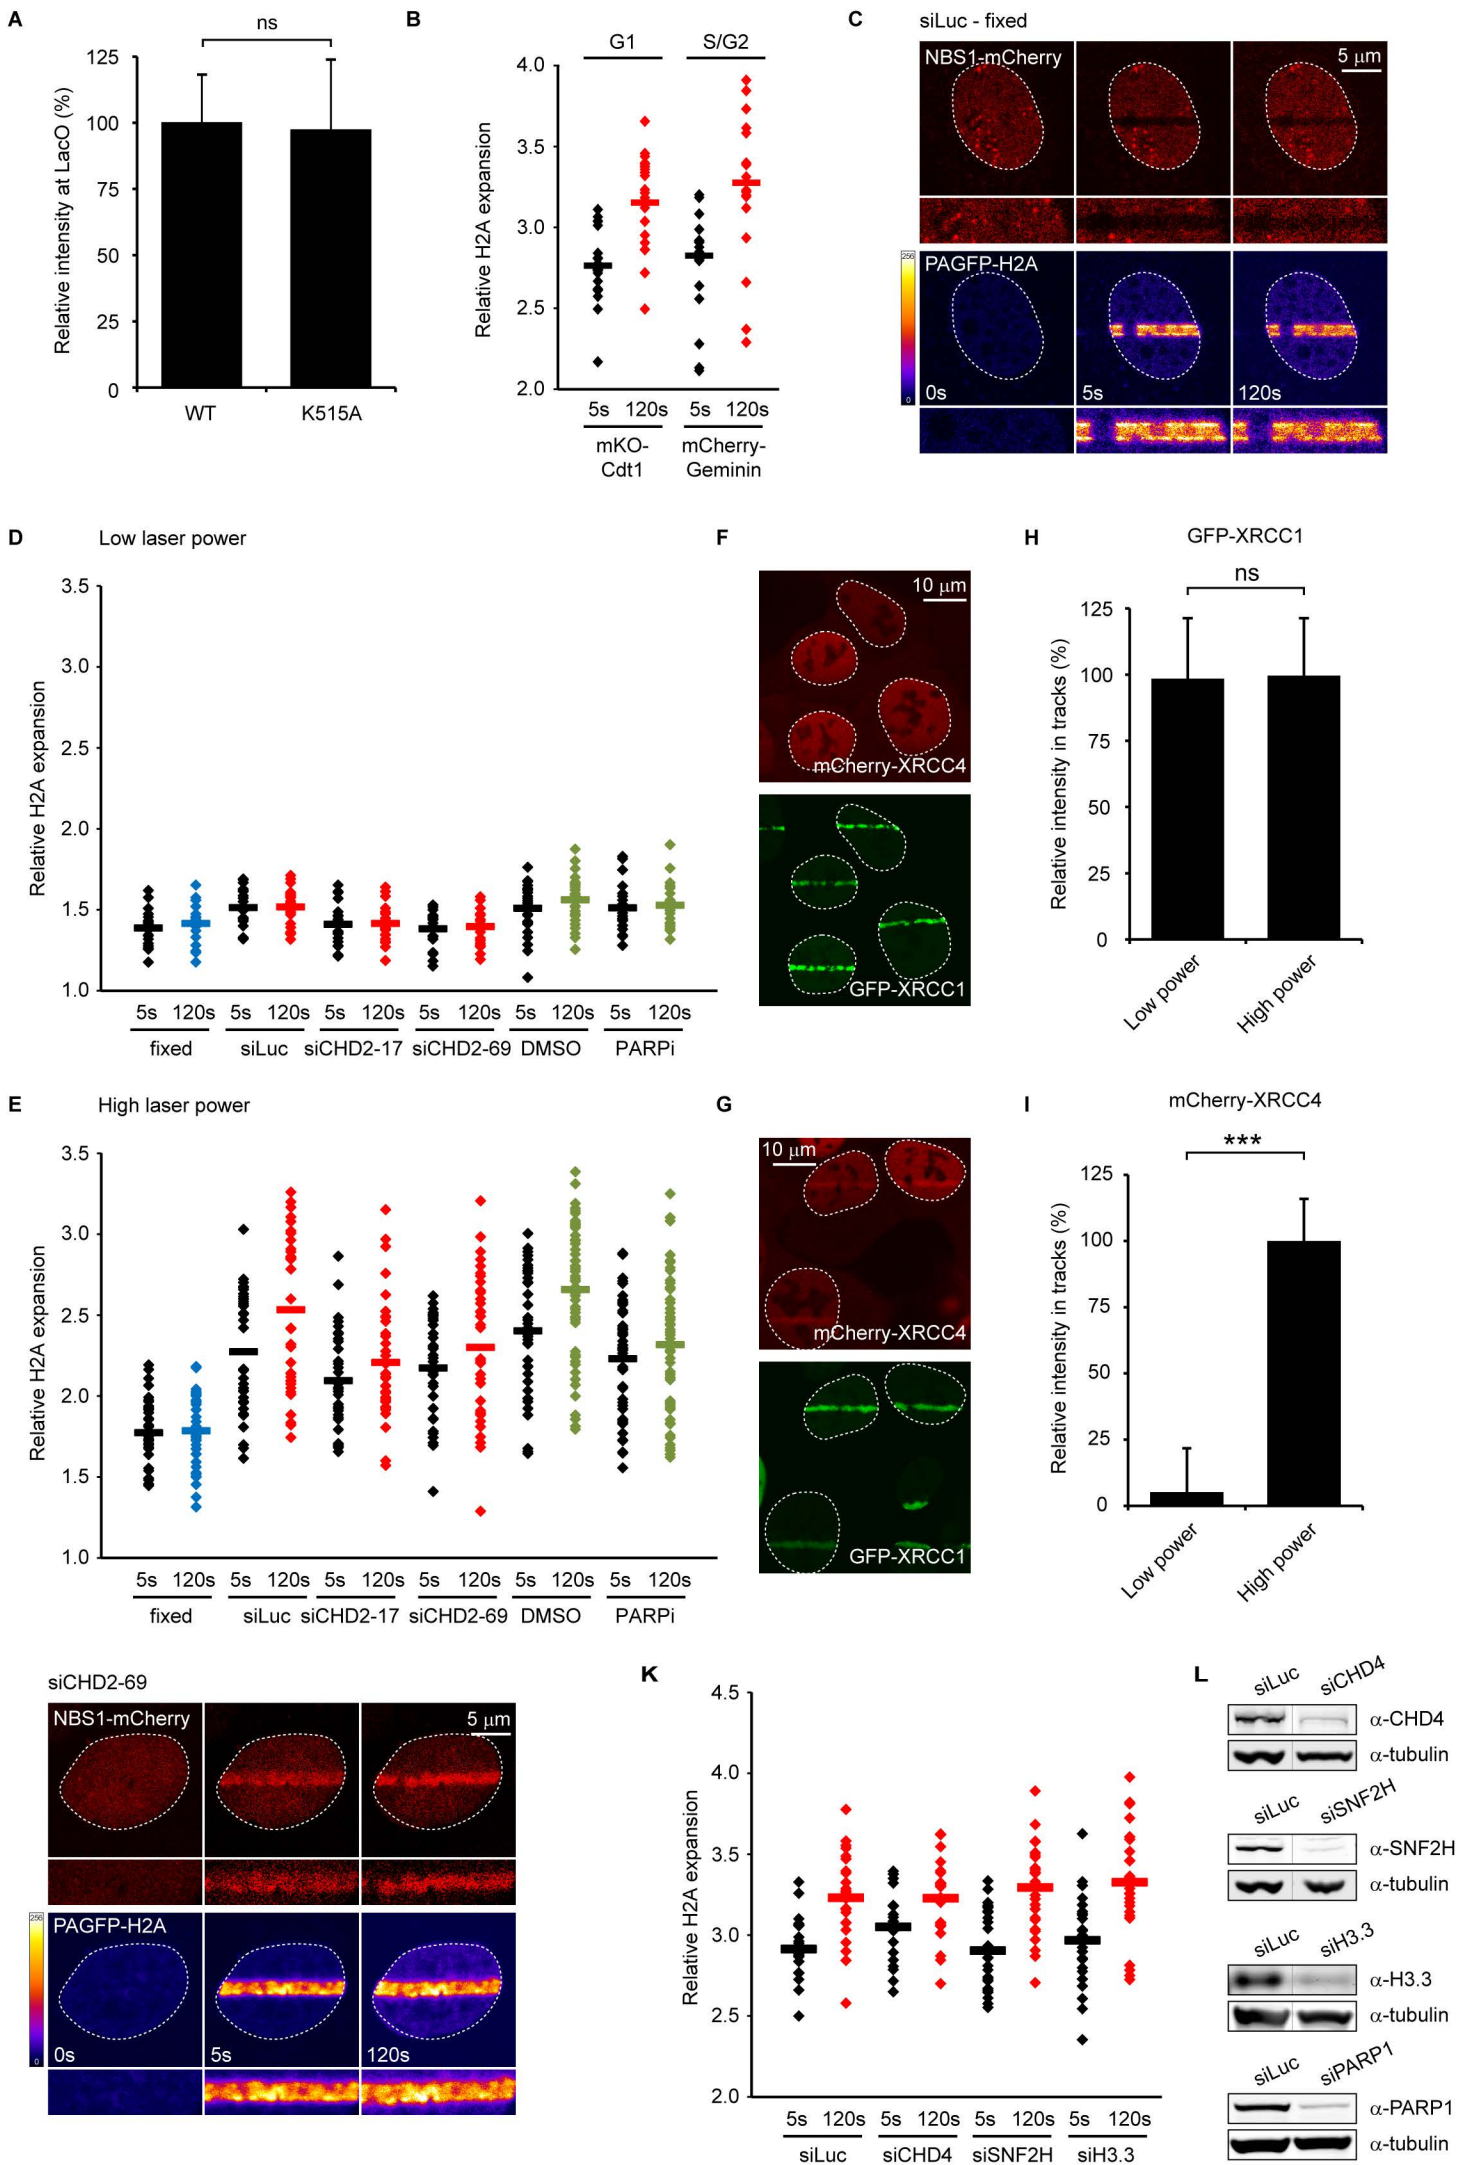 A
ns
Relative intensity at LacO (%)
125
100
75
50
25
0
WT K515A
B
G1 S/G2
Relative H2A expansion
4.0
3.5
3.0
2.5
2.0
5s 120s 5s 120s
mKO-Cdt1 mCherry-Geminin
C
siLuc - fixed
NBS1-mCherry
5 μm
256
PAGFP-H2A
0
0s 5s 120s
D
Low laser power
Relative H2A expansion
3.5
3.0
2.5
2.0
1.5
1.0
5s 120s 5s 120s 5s 120s 5s 120s 5s 120s 5s 120s
fixed siLuc siCHD2-17 siCHD2-69 DMSO PARPi
F
10 μm
mCherry-XRCC4
GFP-XRCC1
H
GFP-XRCC1
ns
Relative intensity in tracks (%)
125
100
75
50
25
0
Low power High power
E
High laser power
Relative H2A expansion
3.5
3.0
2.5
2.0
1.5
1.0
5s 120s 5s 120s 5s 120s 5s 120s 5s 120s 5s 120s
fixed siLuc siCHD2-17 siCHD2-69 DMSO PARPi
G
10 μm
mCherry-XRCC4
GFP-XRCC1
I
mCherry-XRCC4
***
Relative intensity in tracks (%)
125
100
75
50
25
0
Low power High power
siCHD2-69
NBS1-mCherry
5 μm
256
PAGFP-H2A
0
0s 5s 120s
K
Relative H2A expansion
4.5
4.0
3.5
3.0
2.5
2.0
5s 120s 5s 120s 5s 120s 5s 120s
siLuc siCHD4 siSNF2H siH3.3
L
siLuc siCHD4
α-CHD4
α-tubulin
siLuc siSNF2H
α-SNF2H
α-tubulin
siLuc siH3.3
α-H3.3
α-tubulin
siLuc siPARP1
α-PARP1
α-tubulin